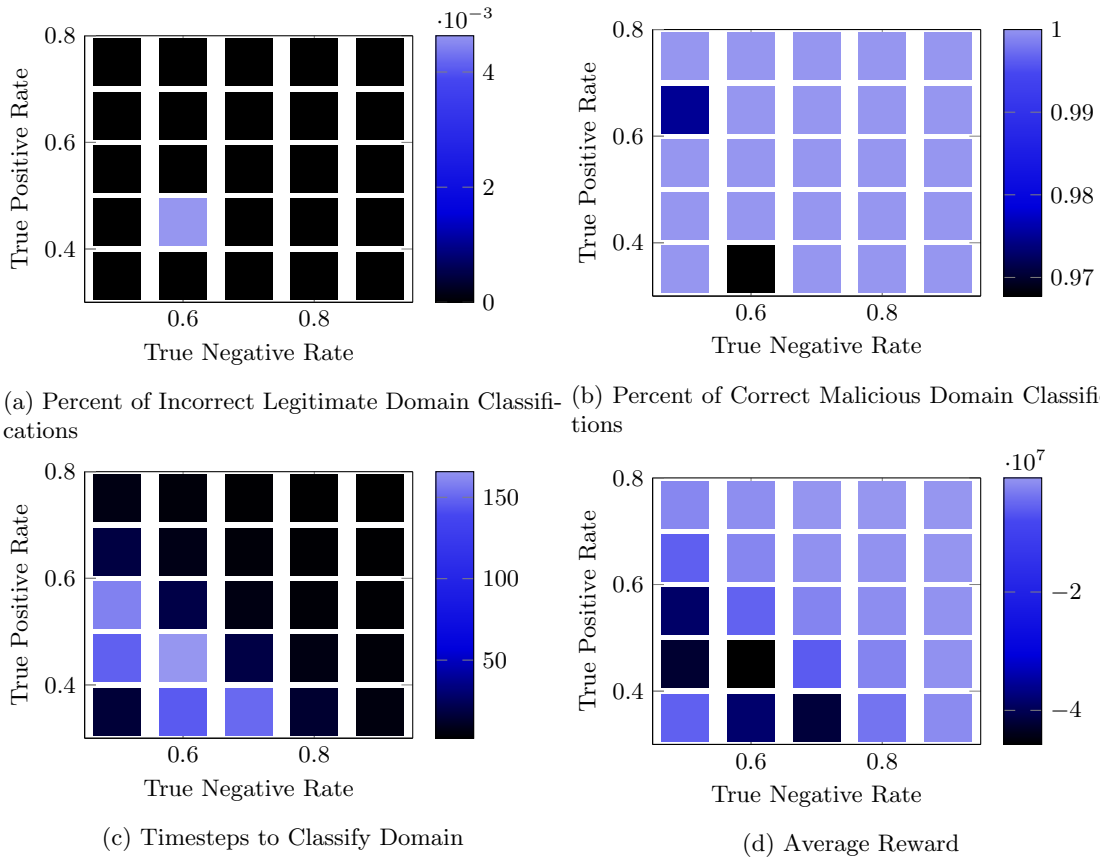 ·10⁻³
0.8
0.6
0.4
True Positive Rate
4
2
0
0.6 0.8
True Negative Rate
0.8
0.6
0.4
True Positive Rate
1
0.99
0.98
0.97
0.6 0.8
True Negative Rate
(a) Percent of Incorrect Legitimate Domain Classifi-
cations
(b) Percent of Correct Malicious Domain Classifi
tions
0.8
0.6
0.4
True Positive Rate
150
100
50
0.6 0.8
True Negative Rate
(c) Timesteps to Classify Domain
·10⁷
0.8
0.6
0.4
True Positive Rate
−2
−4
0.6 0.8
True Negative Rate
(d) Average Reward